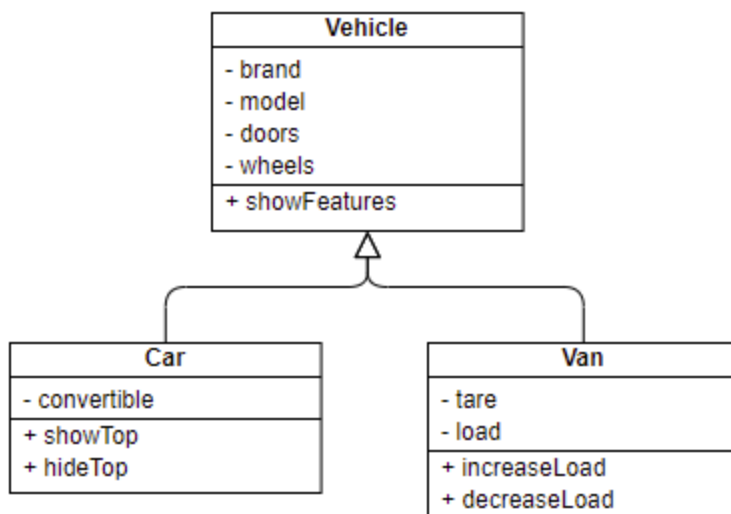 Vehicle
- brand
- model
- doors
- wheels
+ showFeatures
Car
- convertible
+ showTop
+ hideTop
Van
- tare
- load
+ increaseLoad
+ decreaseLoad